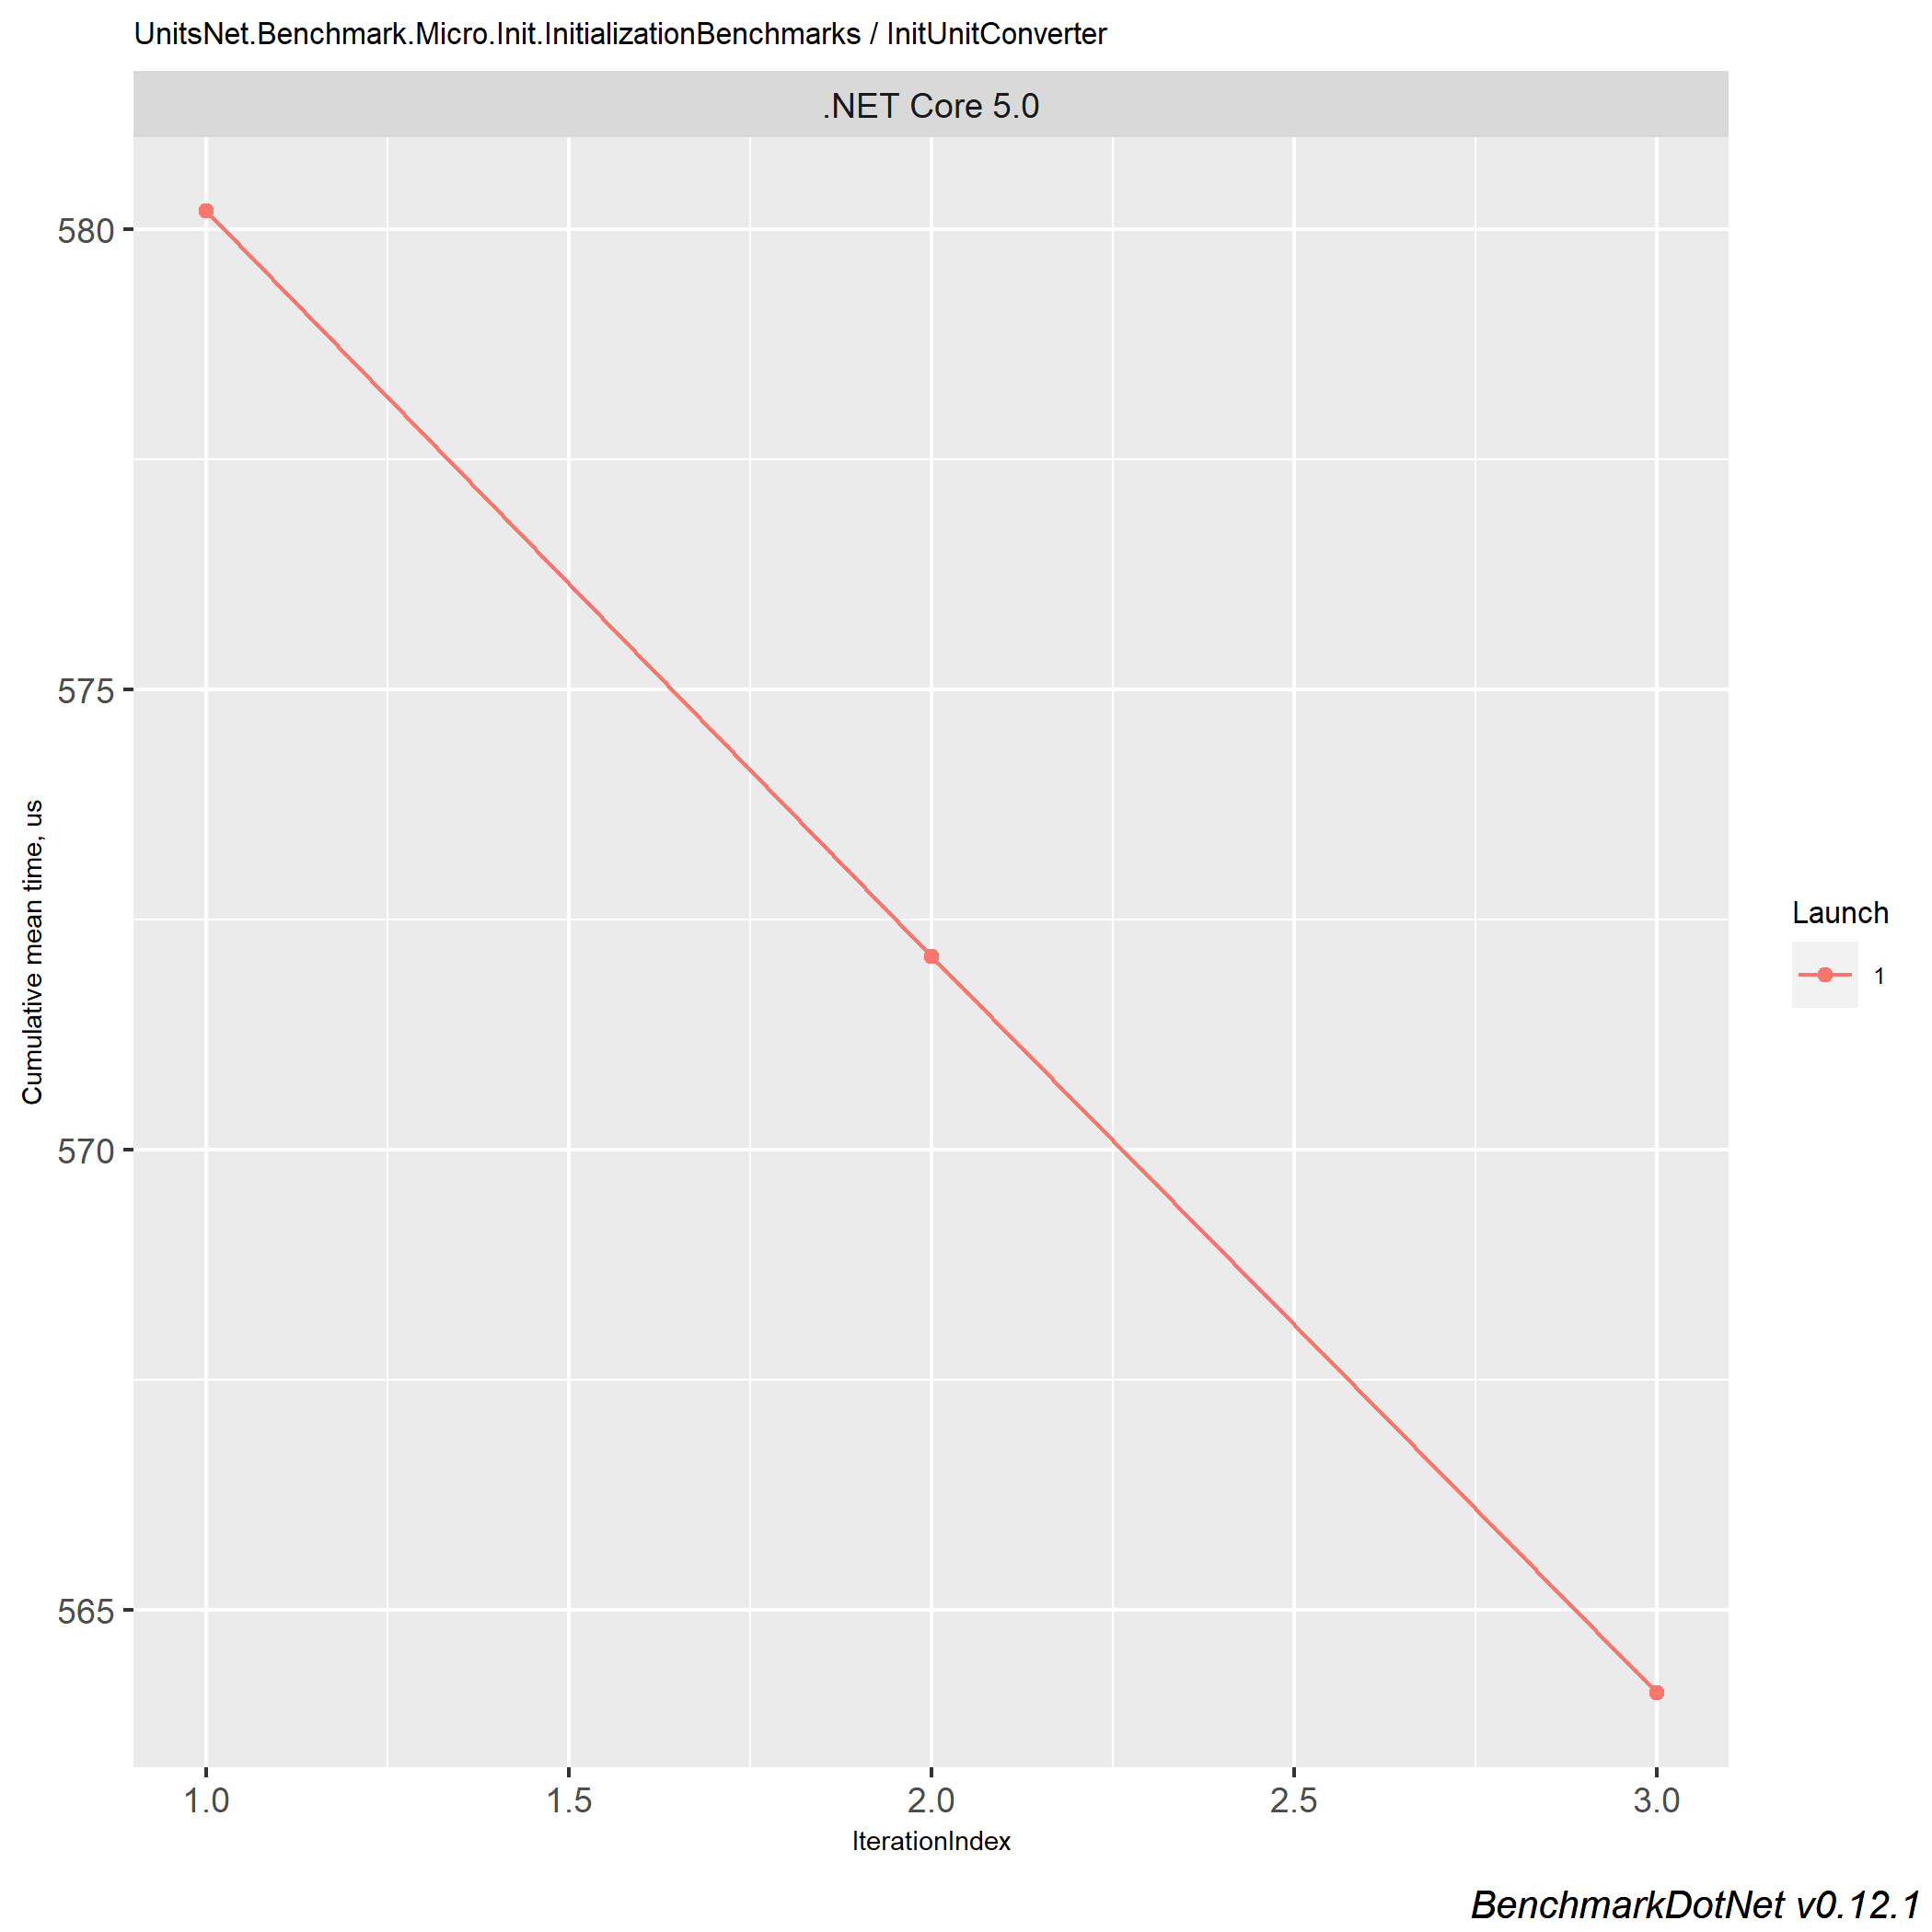 UnitsNet.Benchmark.Micro.Init.InitializationBenchmarks / InitUnitConverter
.NET Core 5.0
580
575
570
565
Cumulative mean time, us
1.0 1.5 2.0 2.5 3.0
IterationIndex
Launch
1
BenchmarkDotNet v0.12.1